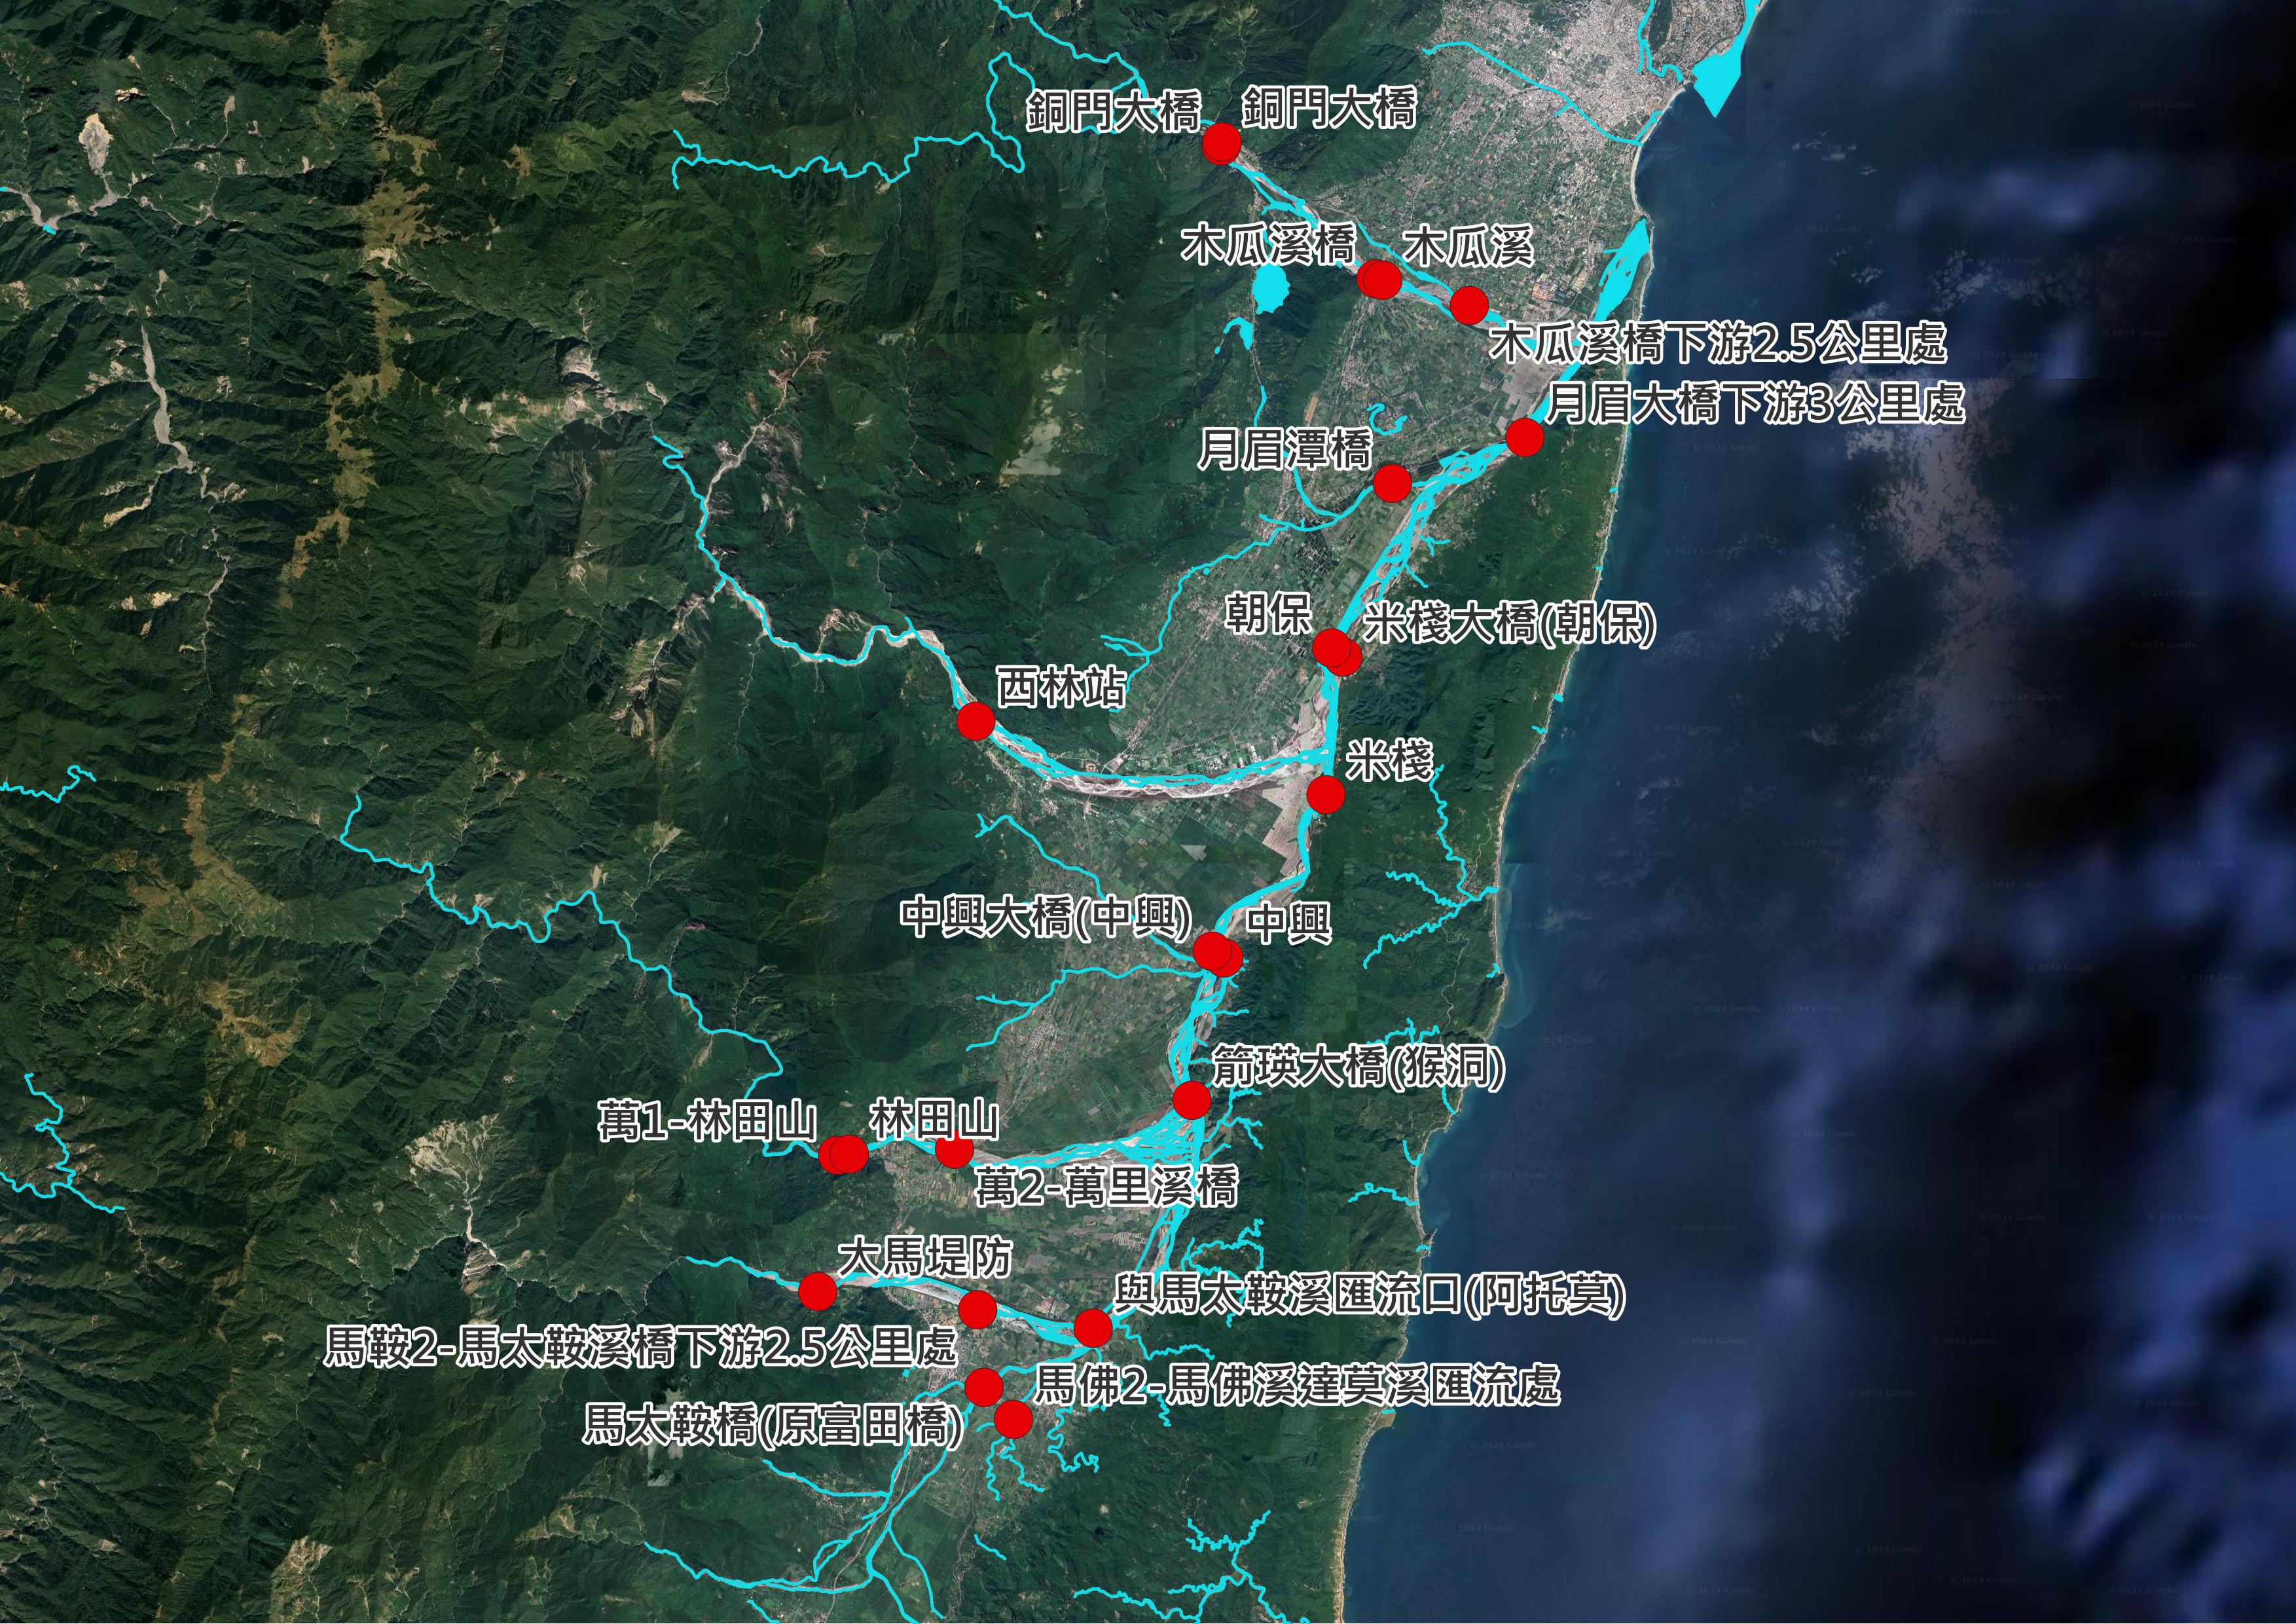 銅門大橋
銅門大橋
木瓜溪橋
木瓜溪
木瓜溪橋下游2.5公里處
月眉大橋下游3公里處
月眉潭橋
朝保
米棧大橋(朝保)
西林站
米棧
中興大橋(中興)
中興
箭瑛大橋(猴洞)
萬1-林田山
林田山
萬2-萬里溪橋
大馬堤防
與馬太鞍溪匯流口(阿托莫)
馬鞍2-馬太鞍溪橋下游2.5公里處
馬佛2-馬佛溪達莫溪匯流處
馬太鞍橋(原富田橋)